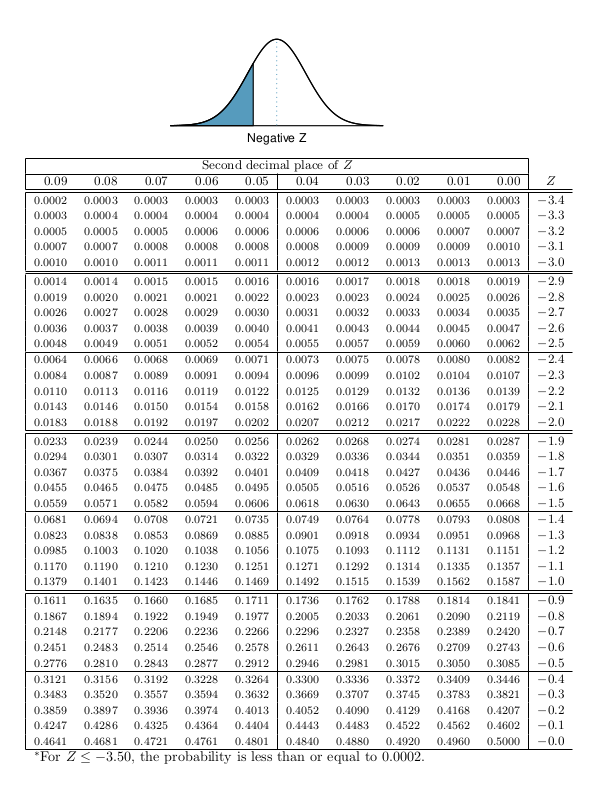 Negative Z
Second decimal place of Z
0.09 0.08 0.07 0.06 0.05 0.04 0.03 0.02 0.01 0.00 Z
0.0002 0.0003 0.0003 0.0003 0.0003 0.0003 0.0003 0.0003 0.0003 0.0003 −3.4
0.0003 0.0004 0.0004 0.0004 0.0004 0.0004 0.0004 0.0005 0.0005 0.0005 −3.3
0.0005 0.0005 0.0005 0.0006 0.0006 0.0006 0.0006 0.0006 0.0007 0.0007 −3.2
0.0007 0.0007 0.0008 0.0008 0.0008 0.0008 0.0009 0.0009 0.0009 0.0010 −3.1
0.0010 0.0010 0.0011 0.0011 0.0011 0.0012 0.0012 0.0013 0.0013 0.0013 −3.0
0.0014 0.0014 0.0015 0.0015 0.0016 0.0016 0.0017 0.0018 0.0018 0.0019 −2.9
0.0019 0.0020 0.0021 0.0021 0.0022 0.0023 0.0023 0.0024 0.0025 0.0026 −2.8
0.0026 0.0027 0.0028 0.0029 0.0030 0.0031 0.0032 0.0033 0.0034 0.0035 −2.7
0.0036 0.0037 0.0038 0.0039 0.0040 0.0041 0.0043 0.0044 0.0045 0.0047 −2.6
0.0048 0.0049 0.0051 0.0052 0.0054 0.0055 0.0057 0.0059 0.0060 0.0062 −2.5
0.0064 0.0066 0.0068 0.0069 0.0071 0.0073 0.0075 0.0078 0.0080 0.0082 −2.4
0.0084 0.0087 0.0089 0.0091 0.0094 0.0096 0.0099 0.0102 0.0104 0.0107 −2.3
0.0110 0.0113 0.0116 0.0119 0.0122 0.0125 0.0129 0.0132 0.0136 0.0139 −2.2
0.0143 0.0146 0.0150 0.0154 0.0158 0.0162 0.0166 0.0170 0.0174 0.0179 −2.1
0.0183 0.0188 0.0192 0.0197 0.0202 0.0207 0.0212 0.0217 0.0222 0.0228 −2.0
0.0233 0.0239 0.0244 0.0250 0.0256 0.0262 0.0268 0.0274 0.0281 0.0287 −1.9
0.0294 0.0301 0.0307 0.0314 0.0322 0.0329 0.0336 0.0344 0.0351 0.0359 −1.8
0.0367 0.0375 0.0384 0.0392 0.0401 0.0409 0.0418 0.0427 0.0436 0.0446 −1.7
0.0455 0.0465 0.0475 0.0485 0.0495 0.0505 0.0516 0.0526 0.0537 0.0548 −1.6
0.0559 0.0571 0.0582 0.0594 0.0606 0.0618 0.0630 0.0643 0.0655 0.0668 −1.5
0.0681 0.0694 0.0708 0.0721 0.0735 0.0749 0.0764 0.0778 0.0793 0.0808 −1.4
0.0823 0.0838 0.0853 0.0869 0.0885 0.0901 0.0918 0.0934 0.0951 0.0968 −1.3
0.0985 0.1003 0.1020 0.1038 0.1056 0.1075 0.1093 0.1112 0.1131 0.1151 −1.2
0.1170 0.1190 0.1210 0.1230 0.1251 0.1271 0.1292 0.1314 0.1335 0.1357 −1.1
0.1379 0.1401 0.1423 0.1446 0.1469 0.1492 0.1515 0.1539 0.1562 0.1587 −1.0
0.1611 0.1635 0.1660 0.1685 0.1711 0.1736 0.1762 0.1788 0.1814 0.1841 −0.9
0.1867 0.1894 0.1922 0.1949 0.1977 0.2005 0.2033 0.2061 0.2090 0.2119 −0.8
0.2148 0.2177 0.2206 0.2236 0.2266 0.2296 0.2327 0.2358 0.2389 0.2420 −0.7
0.2451 0.2483 0.2514 0.2546 0.2578 0.2611 0.2643 0.2676 0.2709 0.2743 −0.6
0.2776 0.2810 0.2843 0.2877 0.2912 0.2946 0.2981 0.3015 0.3050 0.3085 −0.5
0.3121 0.3156 0.3192 0.3228 0.3264 0.3300 0.3336 0.3372 0.3409 0.3446 −0.4
0.3483 0.3520 0.3557 0.3594 0.3632 0.3669 0.3707 0.3745 0.3783 0.3821 −0.3
0.3859 0.3897 0.3936 0.3974 0.4013 0.4052 0.4090 0.4129 0.4168 0.4207 −0.2
0.4247 0.4286 0.4325 0.4364 0.4404 0.4443 0.4483 0.4522 0.4562 0.4602 −0.1
0.4641 0.4681 0.4721 0.4761 0.4801 0.4840 0.4880 0.4920 0.4960 0.5000 −0.0
*For Z ≤ −3.50, the probability is less than or equal to 0.0002.